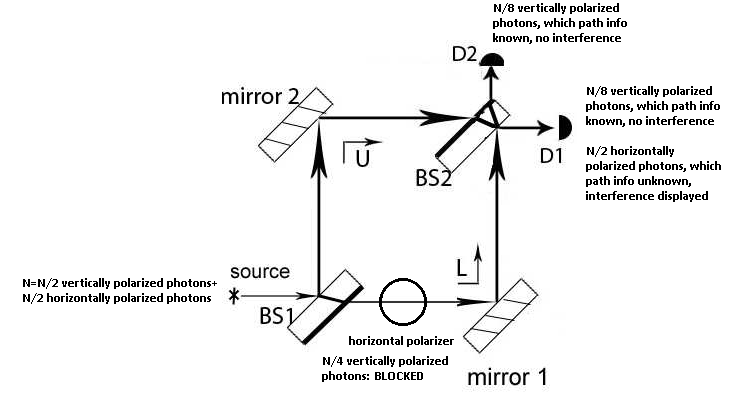 N/8 vertically polarized
photons, which path info
known, no interference
D2
mirror 2
N/8 vertically polarized
photons, which path info
known, no interference
D1
U
N/2 horizontally
polarized photons, which
path info unknown,
interference displayed
BS2
N=N/2 vertically polarized photons+
N/2 horizontally polarized photons
source
L
BS1
horizontal polarizer
N/4 vertically polarized
photons: BLOCKED
mirror 1